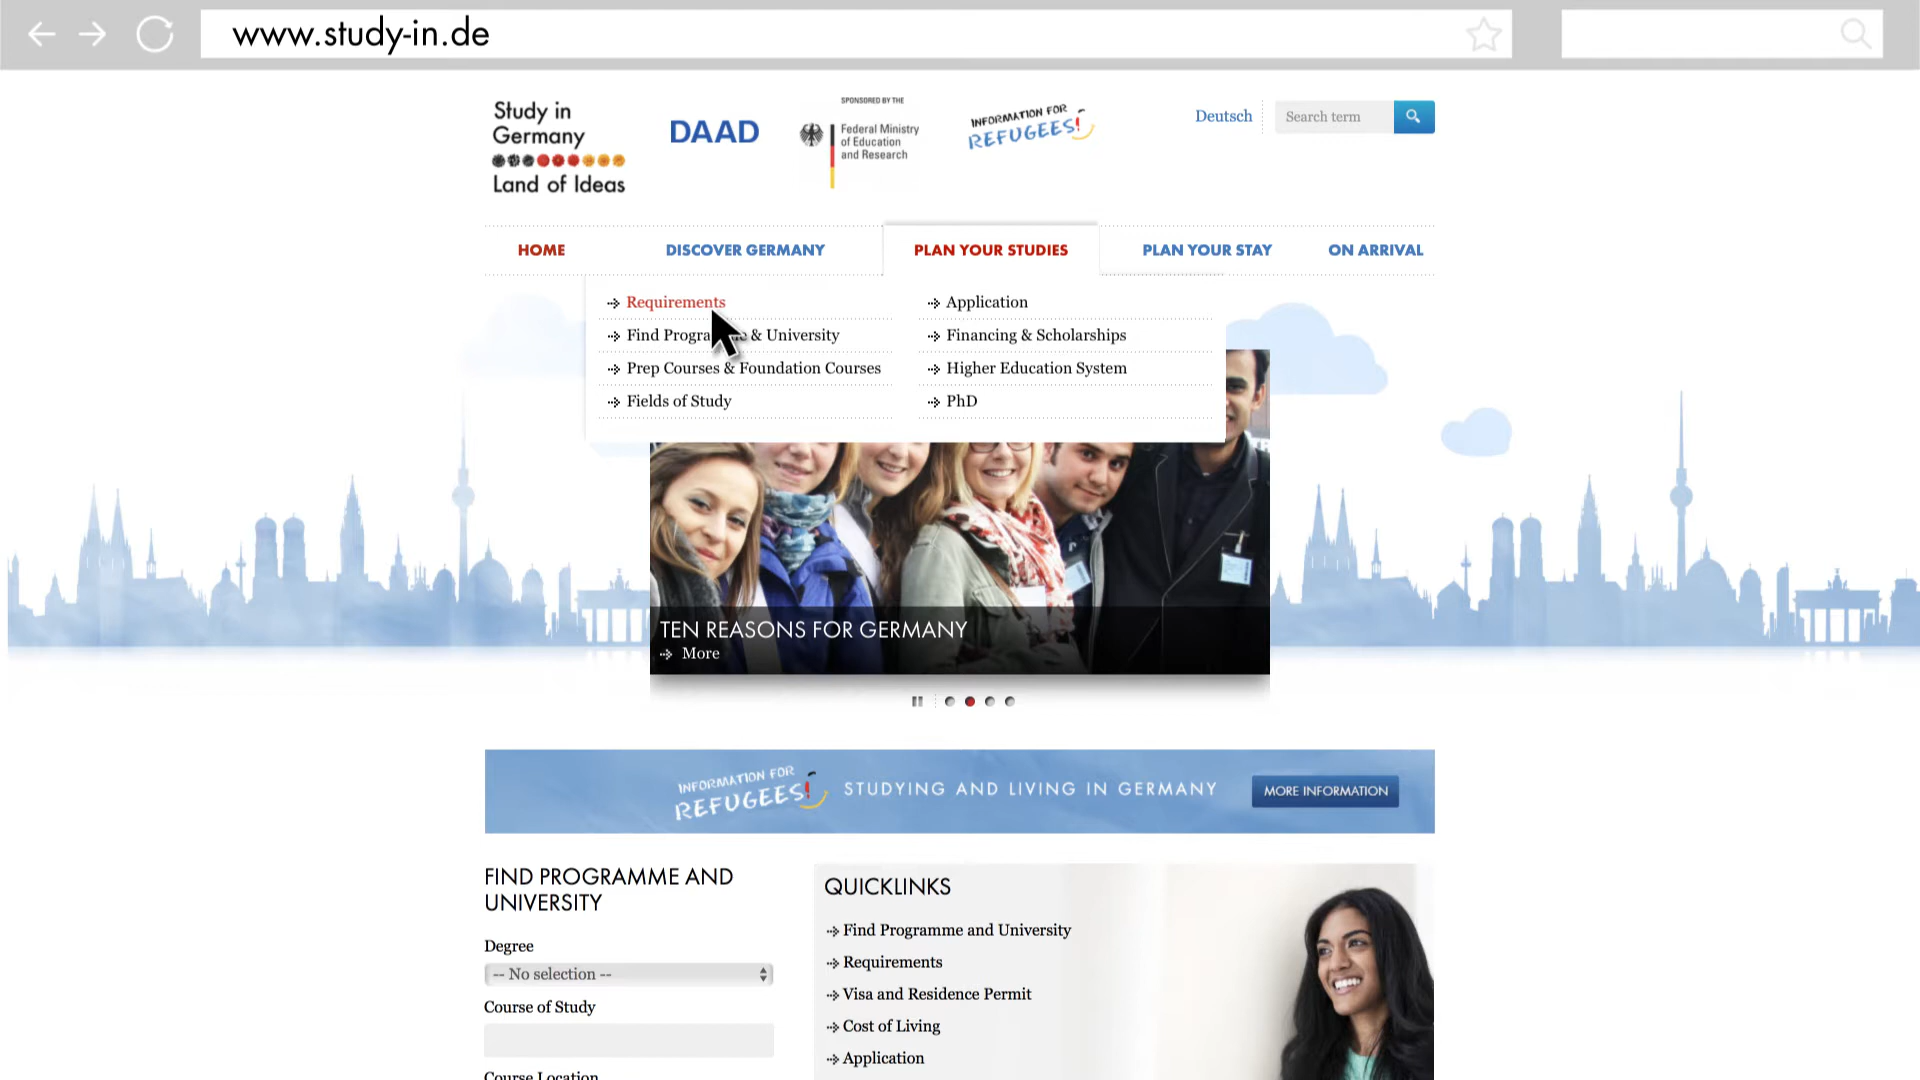 www.study-in.de
Study in
Germany
Land of Ideas
DAAD
SPONSORED BY THE
Federal Ministry
of Education
and Research
INFORMATION FOR
REFUGEES!
Deutsch
Search term
HOME
DISCOVER GERMANY
PLAN YOUR STUDIES
PLAN YOUR STAY
ON ARRIVAL
Requirements
Application
& University
Financing & Scholarships
Prep Courses & Foundation Courses
Higher Education System
Fields of Study
PhD
TEN REASONS FOR GERMANY
More
INFORMATION FOR
REFUGEES!
STUDYING AND LIVING IN GERMANY
MORE INFORMATION
FIND PROGRAMME AND
UNIVERSITY
Degree
-- No selection --
Course of Study
Course Location
QUICKLINKS
Find Programme and University
Requirements
Visa and Residence Permit
Cost of Living
Application